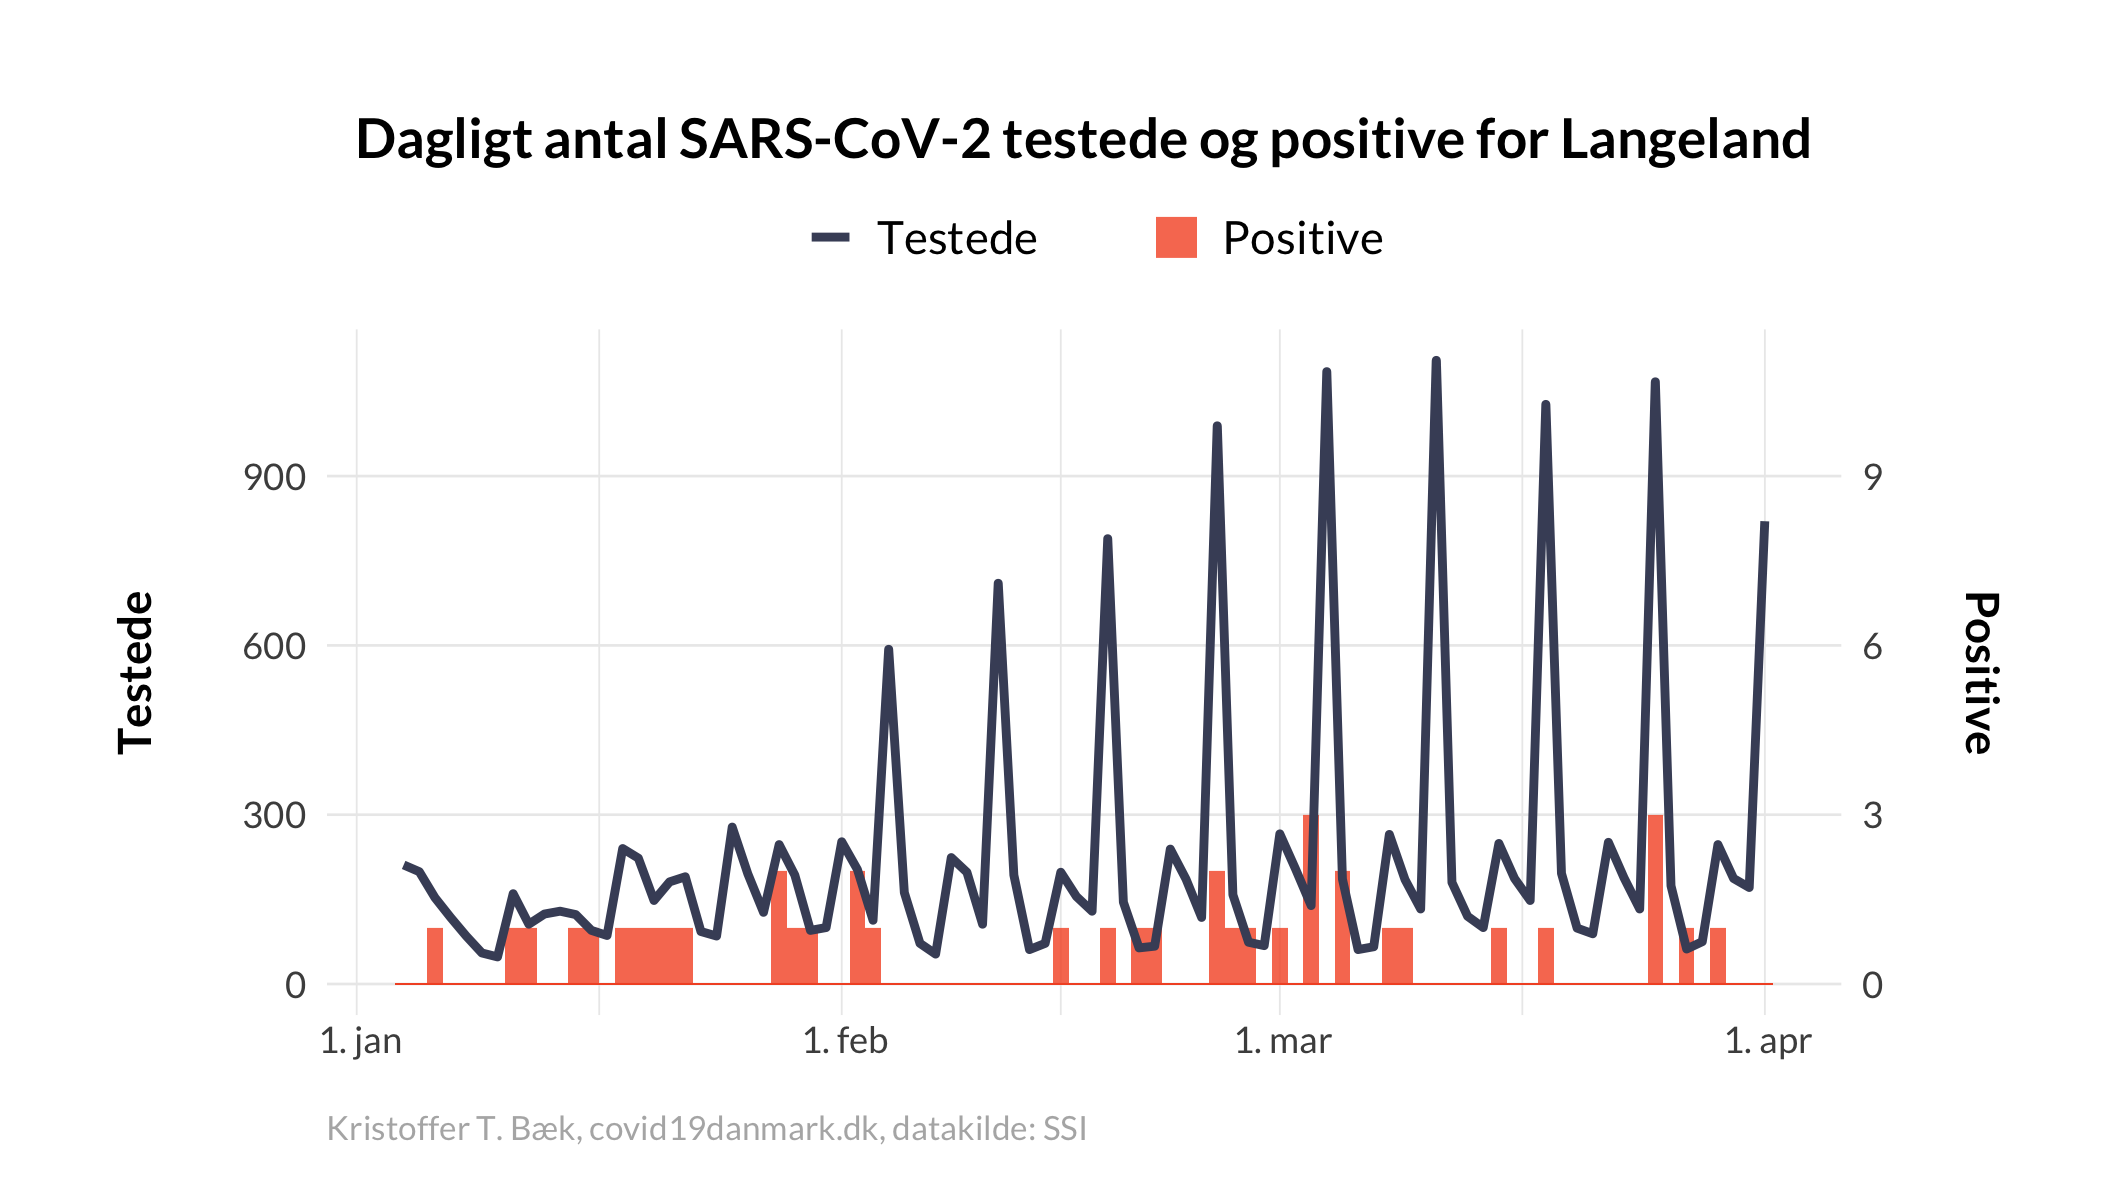 Dagligt antal SARS-CoV-2 testede og positive for Langeland
Testede Positive
Testede
900
600
300
0
9
6
3
0
Positive
1. jan 1. feb 1. mar 1. apr
Kristoffer T. Bæk, covid19danmark.dk, datakilde: SSI